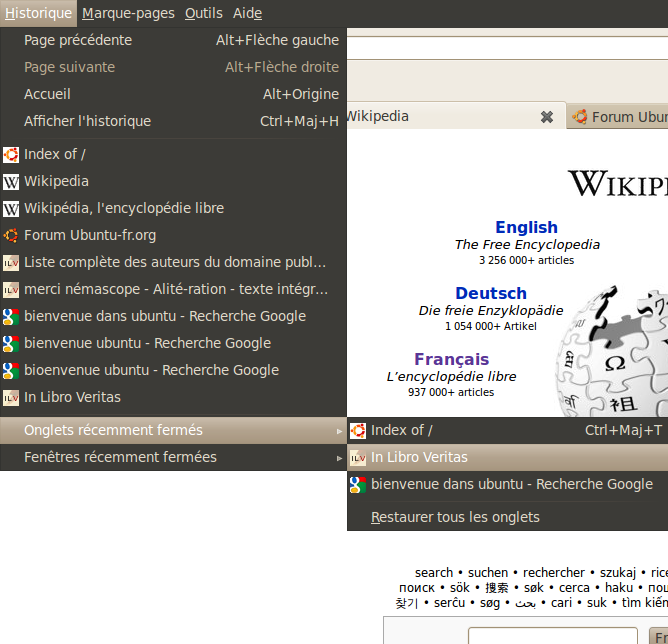 Historique Marque-pages Outils Aide
Page précédente Alt+Flèche gauche
Page suivante Alt+Flèche droite
Accueil Alt+Origine
Afficher l'historique Ctrl+Maj+H
Wikipedia Forum Ubun
Index of /
Wikipedia
Wikipédia, l'encyclopédie libre
Forum Ubuntu-fr.org
Liste complète des auteurs du domaine publ...
merci némascope - Alité-ration - texte intégr...
bienvenue dans ubuntu - Recherche Google
bienvenue ubuntu - Recherche Google
bioenvenue ubuntu - Recherche Google
In Libro Veritas
Onglets récemment fermés
Fenêtres récemment fermées
WIKIPE
English
The Free Encyclopedia
3 256 000+ articles
Deutsch
Die freie Enzyklopädie
1 054 000+ Artikel
Français
L'encyclopédie libre
937 000+ articles
Ω
祖
Index of / Ctrl+Maj+T
In Libro Veritas
bienvenue dans ubuntu - Recherche Google
Restaurer tous les onglets
search • suchen • rechercher • szukaj • rice
поиск • sök • 搜索 • søk • cerca • haku • пош
찾기 • serĉu • søg • بحث • cari • suk • tìm kiến
Fr